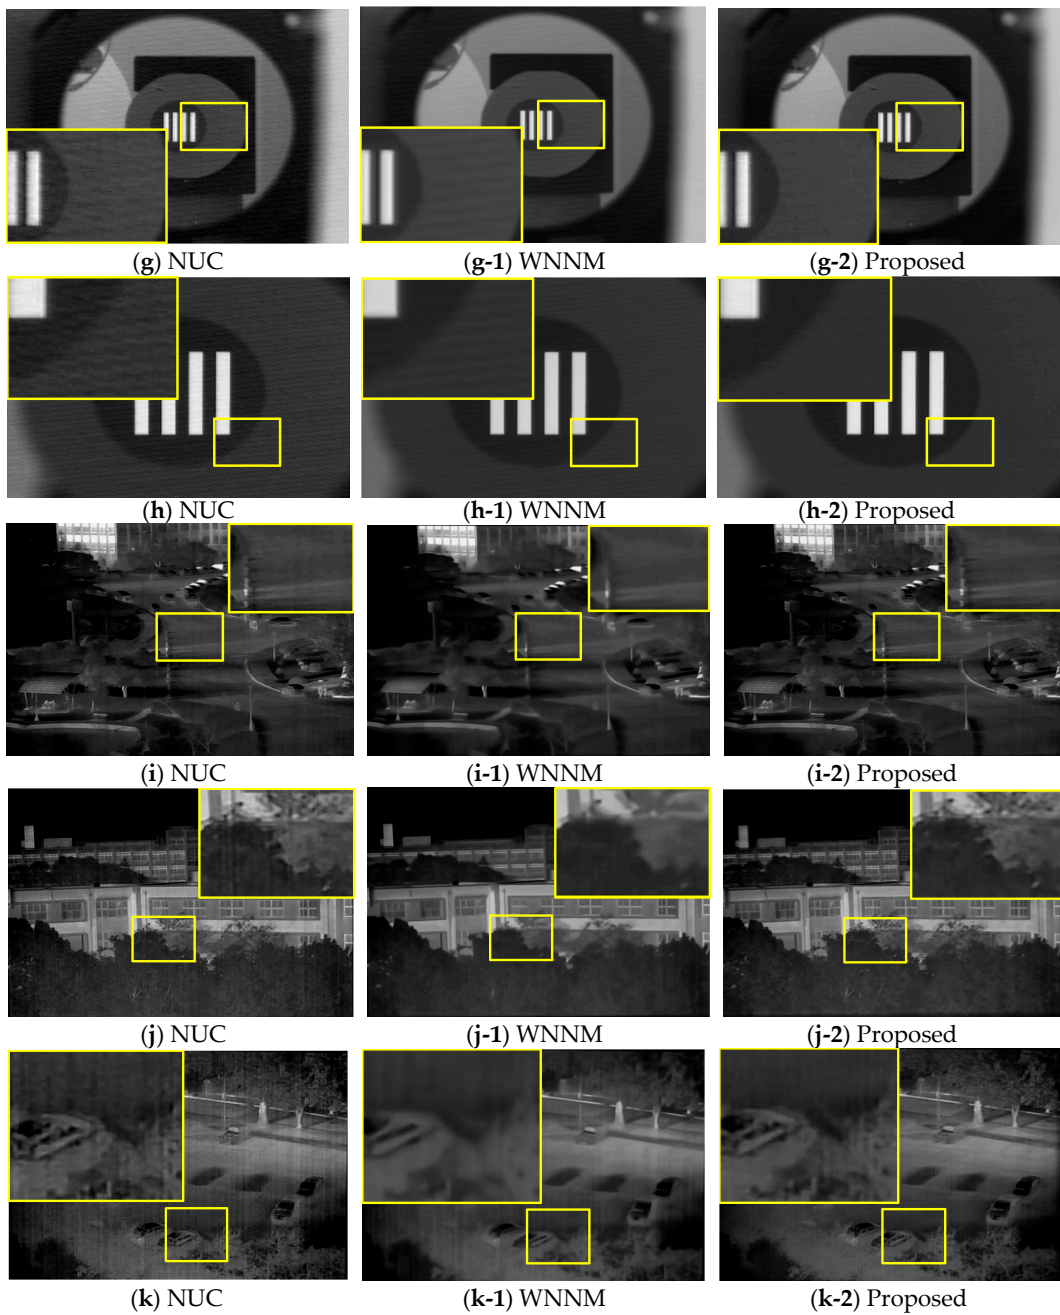 (g) NUC
(g-1) WNNM
(g-2) Proposed
(h) NUC
(h-1) WNNM
(h-2) Proposed
(i) NUC
(i-1) WNNM
(i-2) Proposed
(j) NUC
(j-1) WNNM
(j-2) Proposed
(k) NUC
(k-1) WNNM
(k-2) Proposed